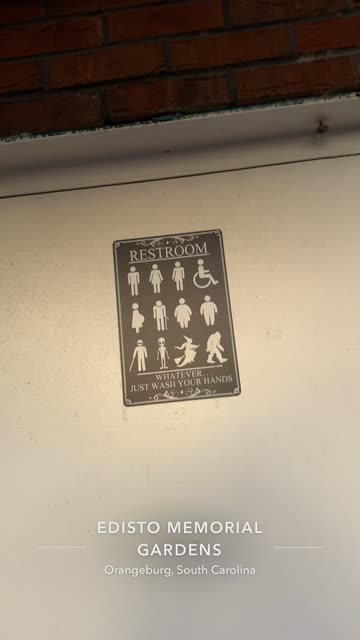 RESTROOM
WHATEVER.
JUST WASH YOUR HANDS
EDISTO MEMORIAL
GARDENS
Orangeburg, South Carolina